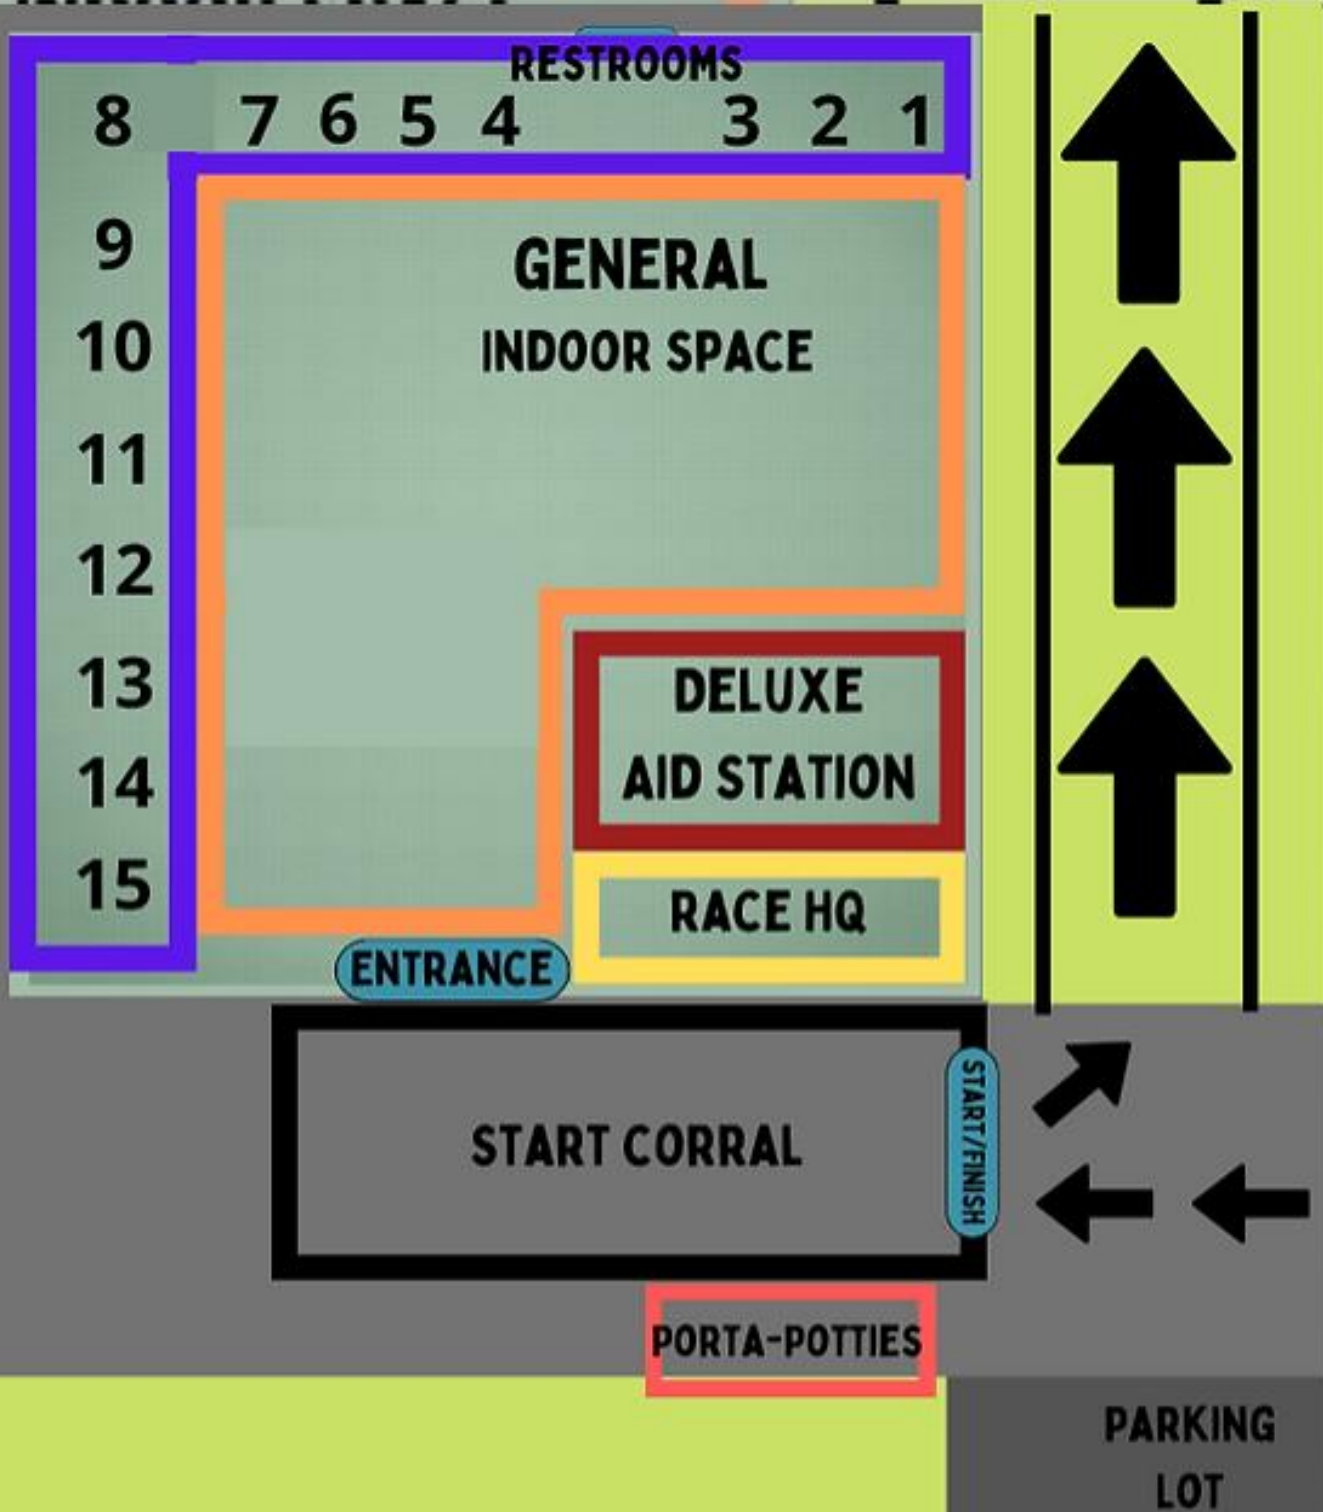 RESTROOMS
8 7 6 5 4 3 2 1
9
GENERAL
10
INDOOR SPACE
11
12
13
DELUXE
14
AID STATION
15
RACE HQ
ENTRANCE
START CORRAL
START/FINISH
PORTA-POTTIES
PARKING
LOT